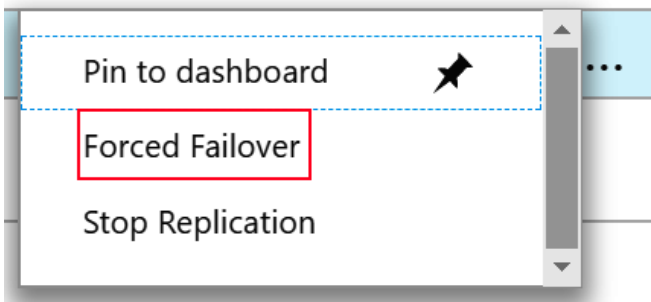 Pin to dashboard
...
Forced Failover
Stop Replication